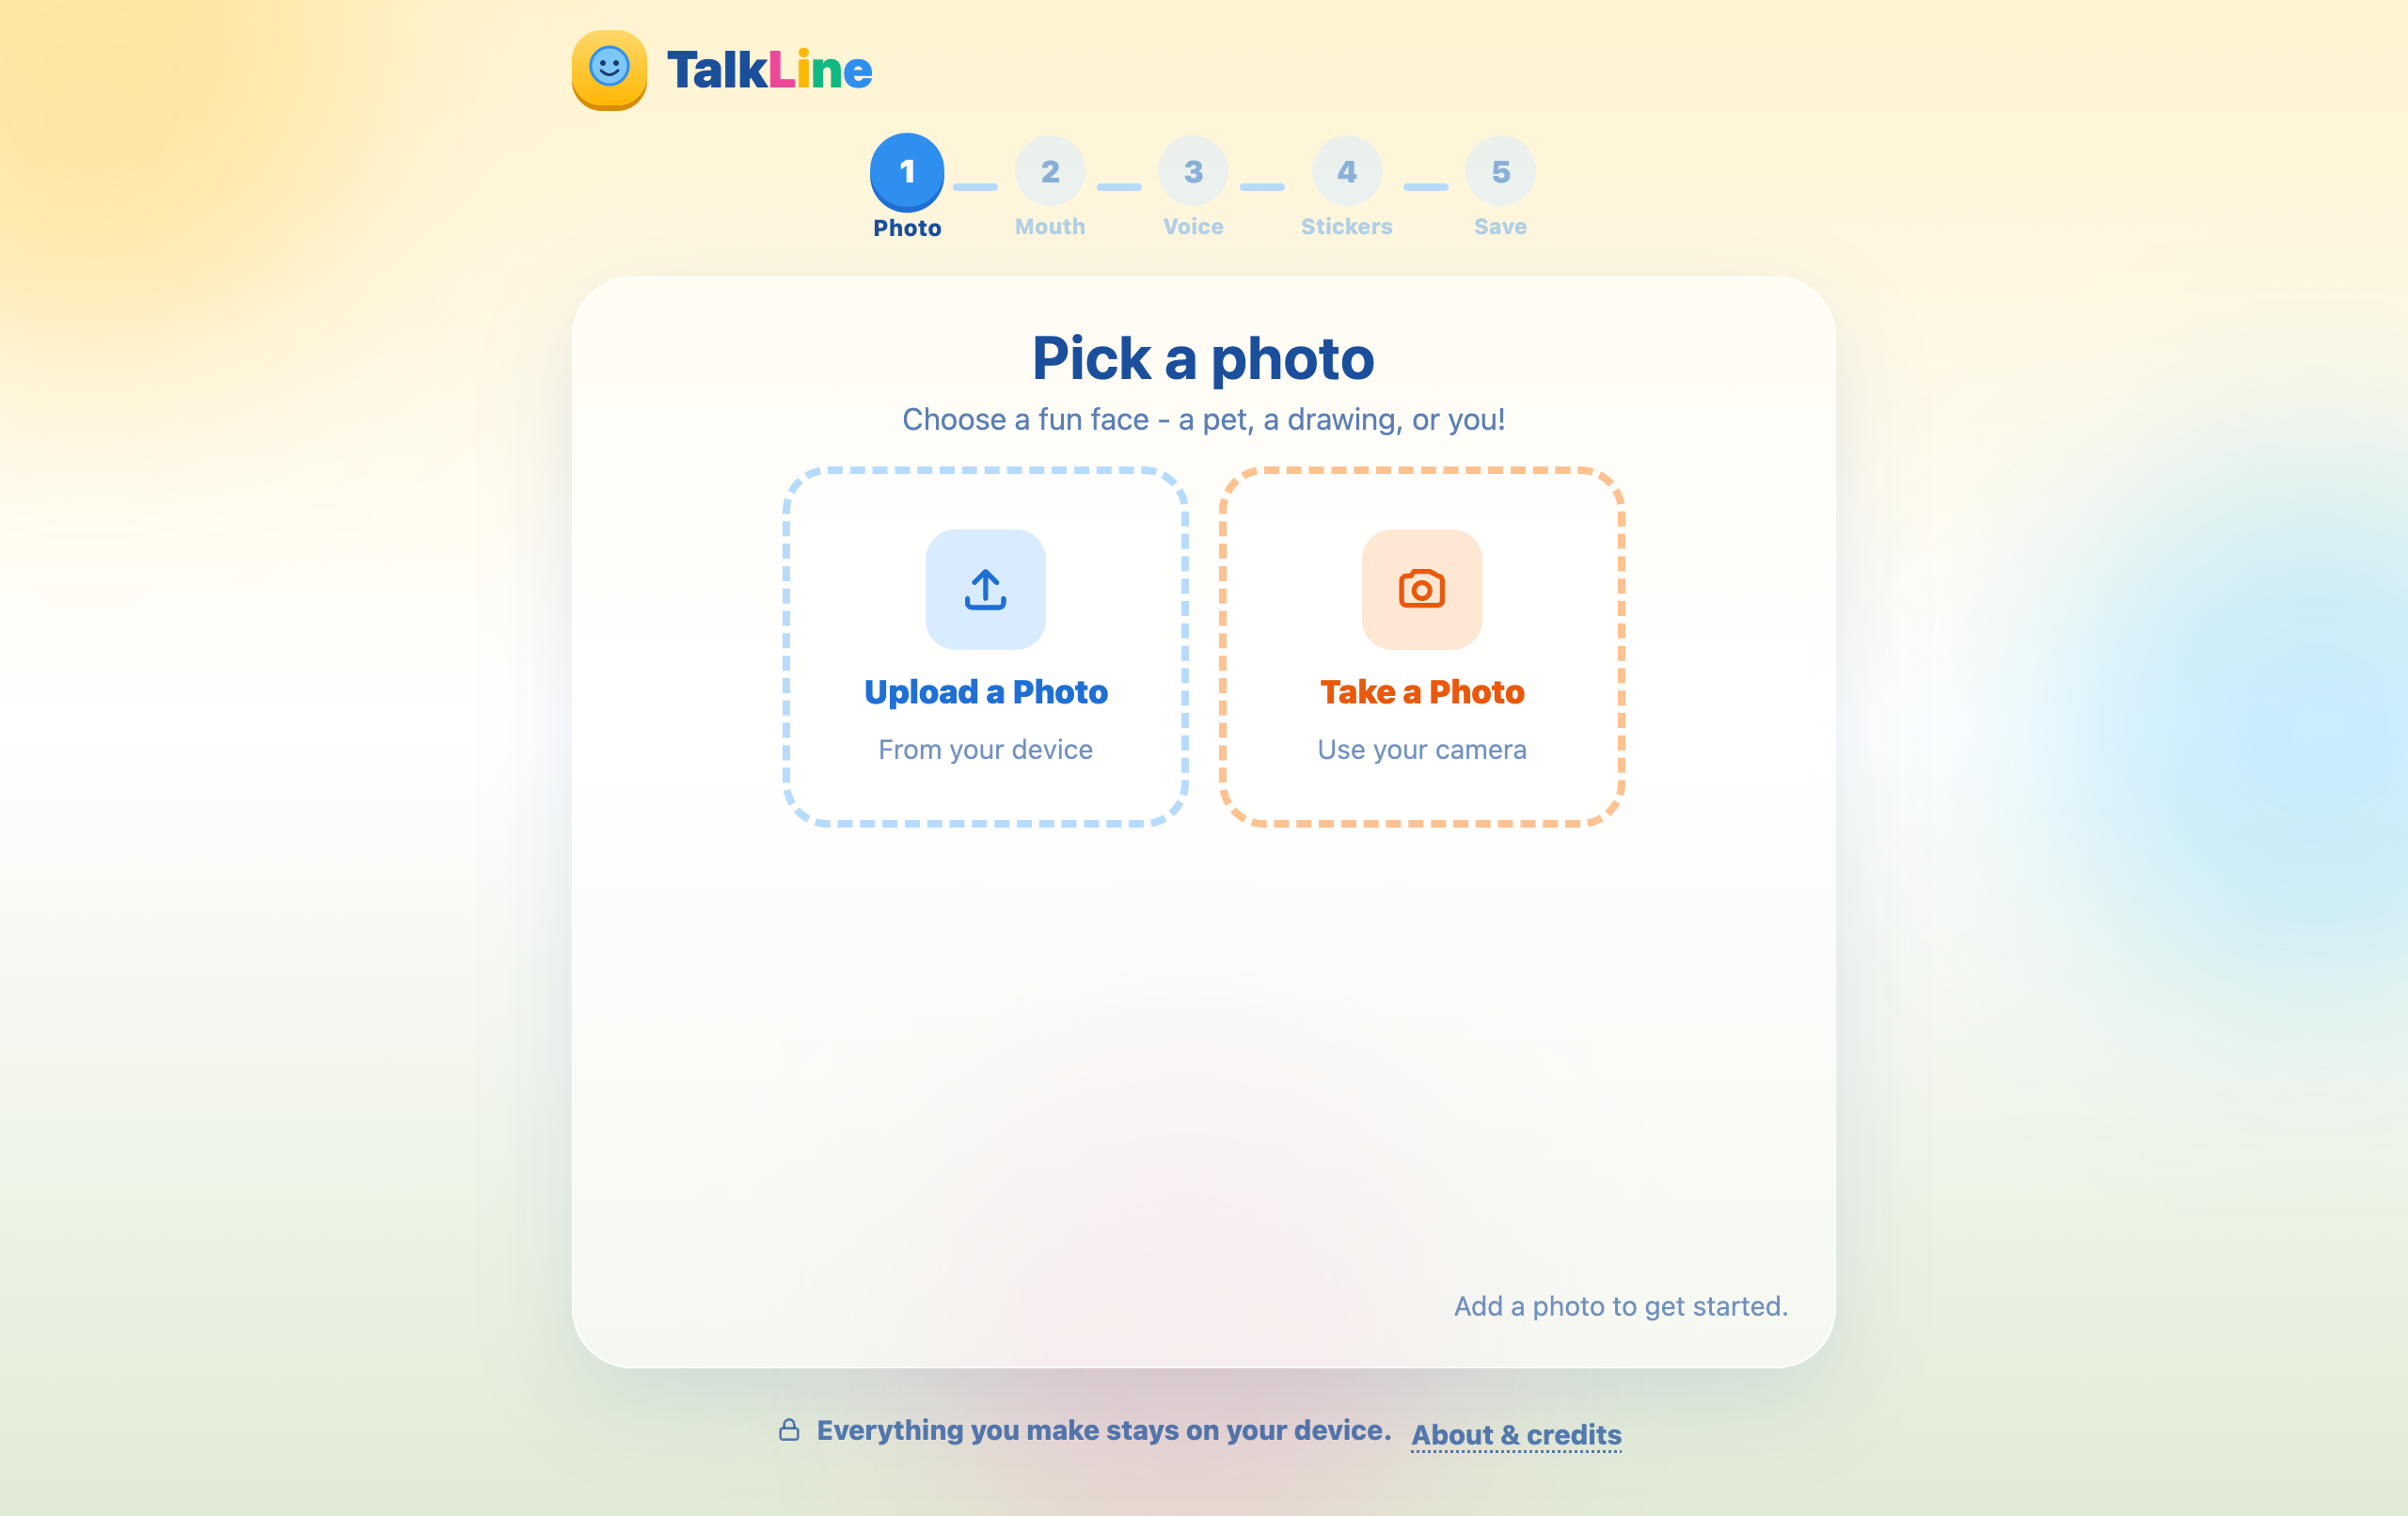 TalkLine
1
2
3
4
5
Photo
Mouth
Voice
Stickers
Save
Pick a photo
Choose a fun face - a pet, a drawing, or you!
Upload a Photo
From your device
Take a Photo
Use your camera
Add a photo to get started.
Everything you make stays on your device. About & credits